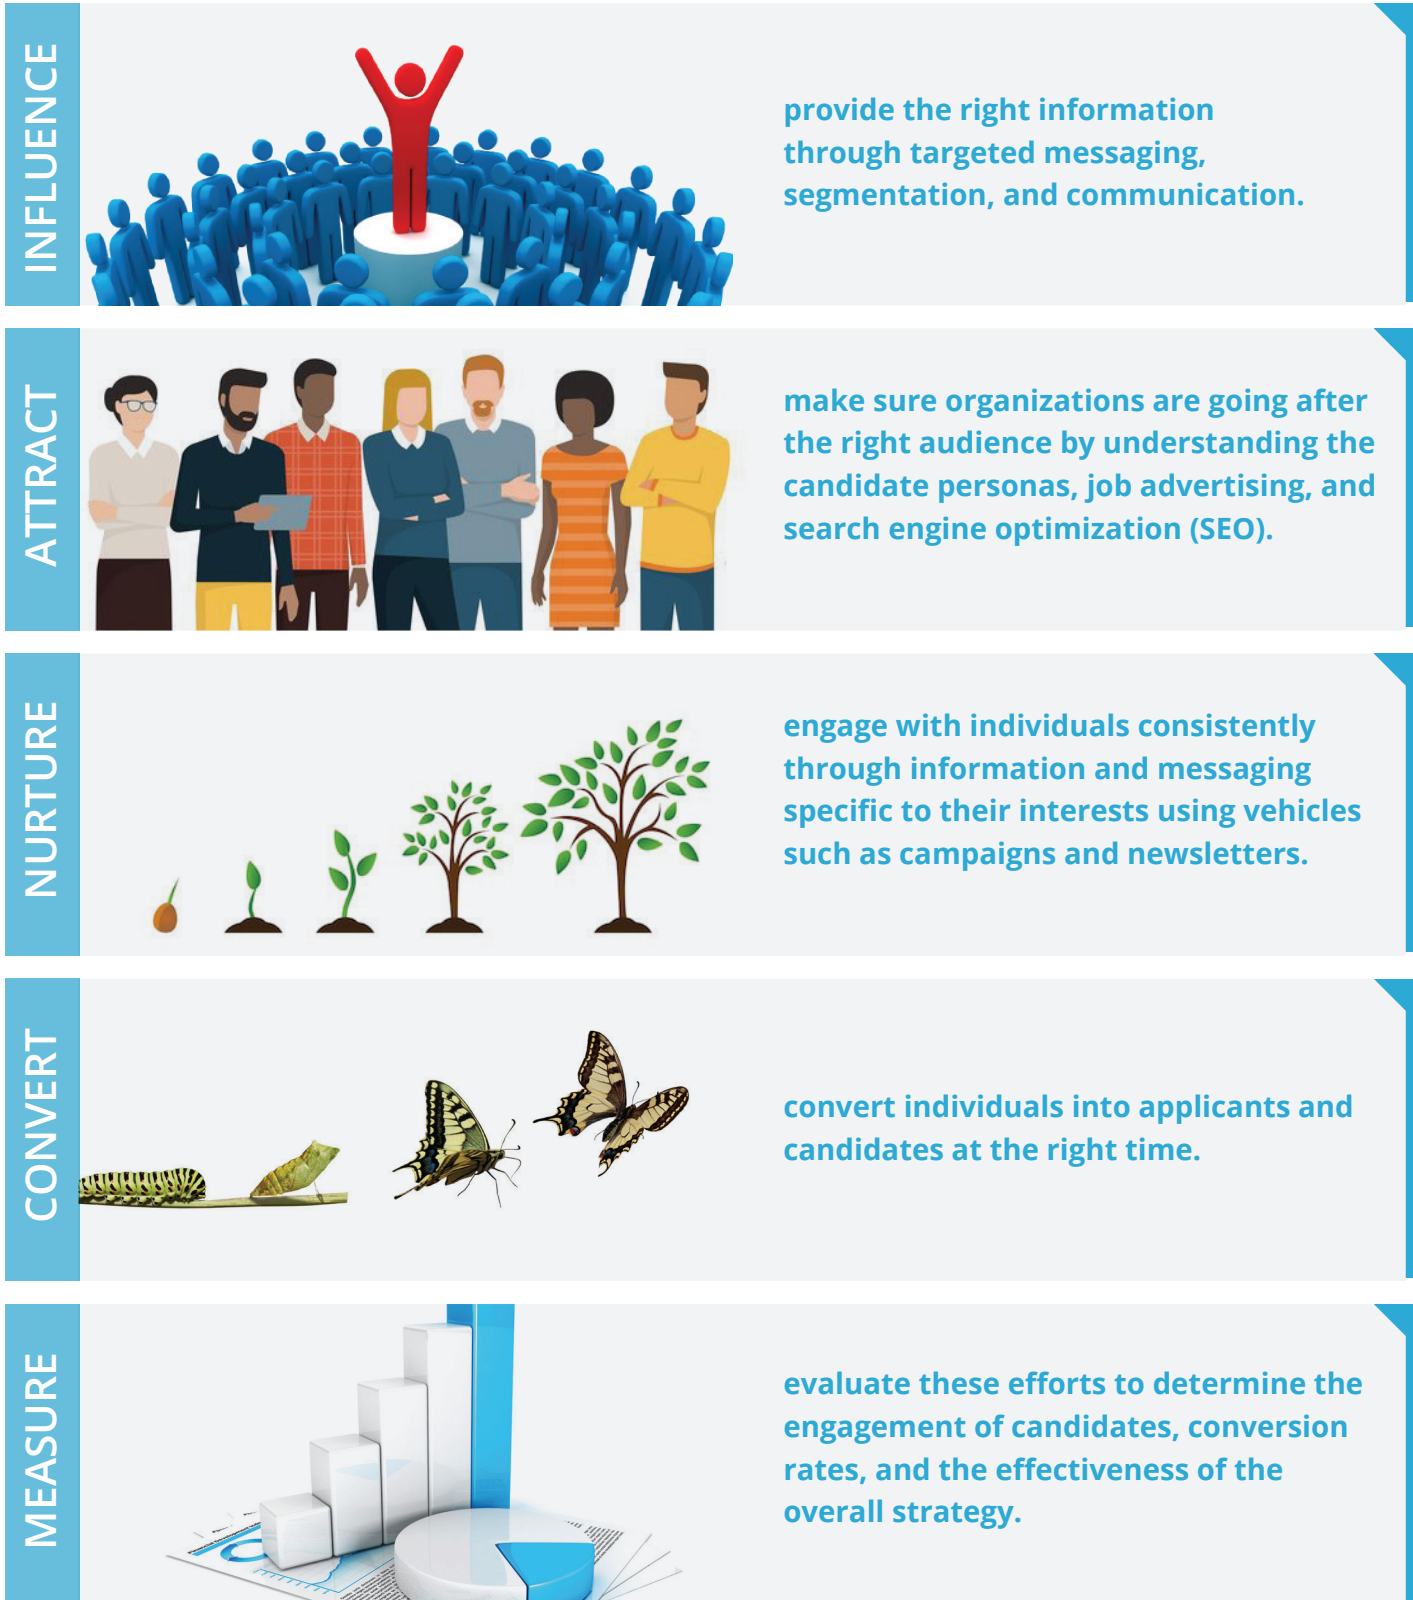 INFLUENCE
provide the right information
through targeted messaging,
segmentation, and communication.
ATTRACT
make sure organizations are going after
the right audience by understanding the
candidate personas, job advertising, and
search engine optimization (SEO).
NURTURE
engage with individuals consistently
through information and messaging
specific to their interests using vehicles
such as campaigns and newsletters.
CONVERT
convert individuals into applicants and
candidates at the right time.
MEASURE
evaluate these efforts to determine the
engagement of candidates, conversion
rates, and the effectiveness of the
overall strategy.